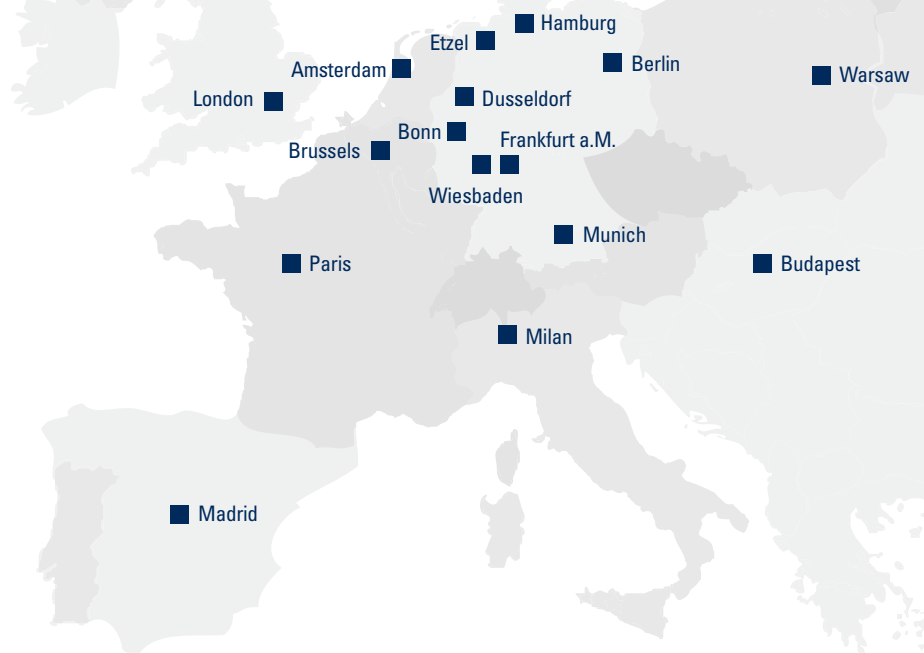 Hamburg
Etzel
Berlin
Amsterdam
Warsaw
London
Dusseldorf
Bonn
Frankfurt a.M.
Brussels
Wiesbaden
Munich
Paris
Budapest
Milan
Madrid